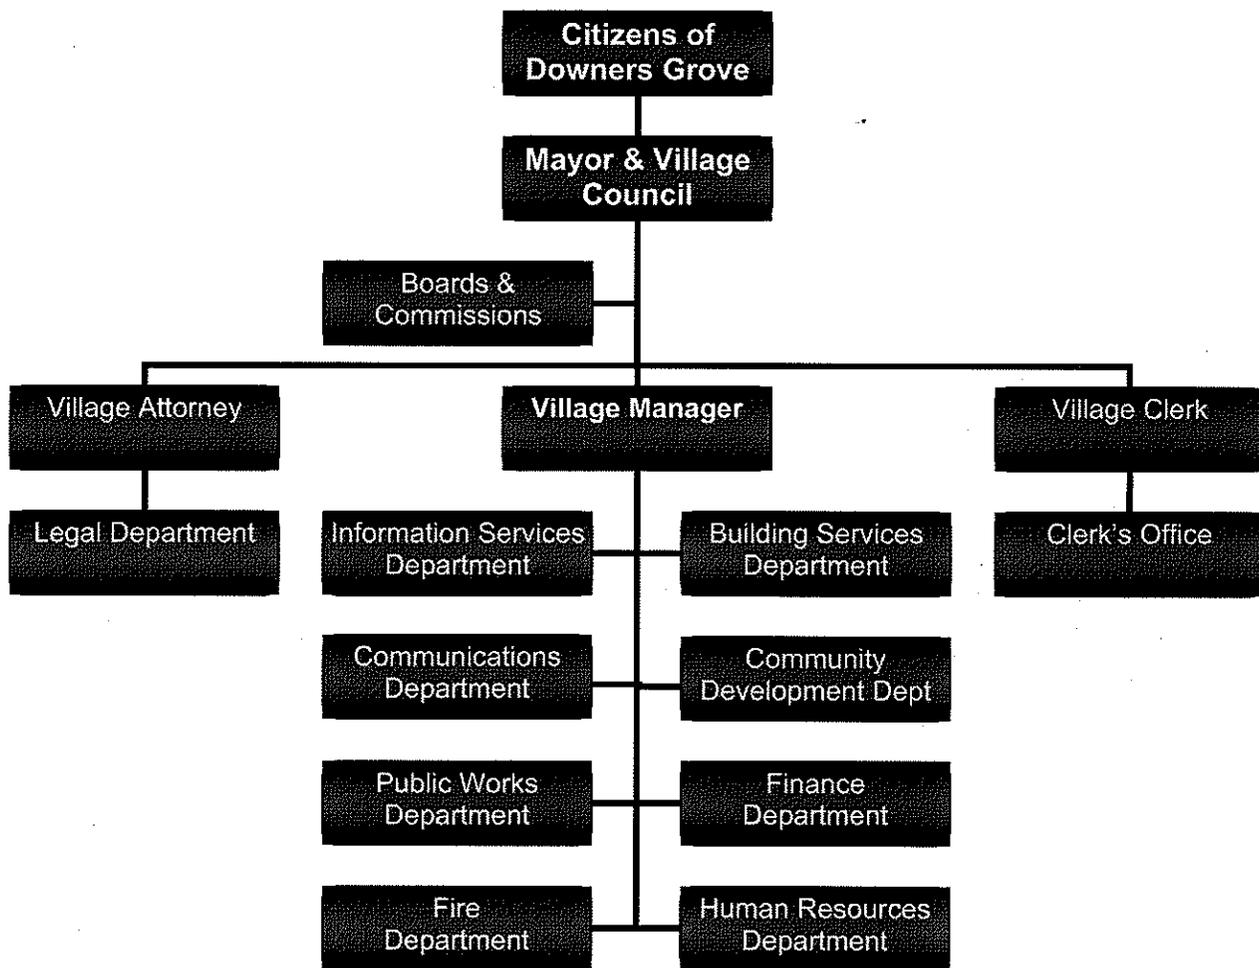 Citizens of
Downers Grove
Mayor & Village
Council
Boards &
Commissions
Village Attorney
Village Manager
Village Clerk
Legal Department
Information Services
Department
Building Services
Department
Clerk's Office
Communications
Department
Community
Development Dept
Public Works
Department
Finance
Department
Fire
Department
Human Resources
Department